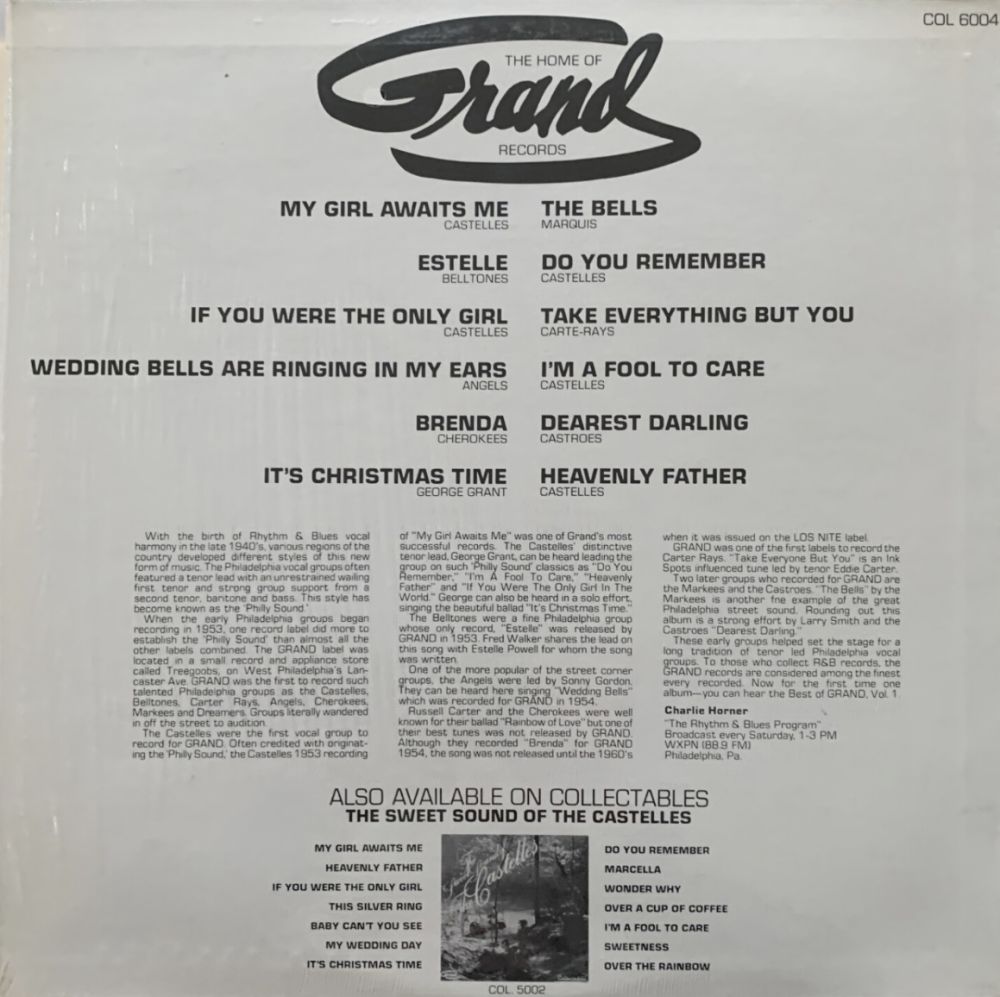 COL 6004
THE HOME OF
Grand
RECORDS
MY GIRL AWAITS ME
CASTELLES
ESTELLE
BELLTONES
IF YOU WERE THE ONLY GIRL
CASTELLES
WEDDING BELLS ARE RINGING IN MY EARS
ANGELS
BRENDA
CHEROKEES
IT'S CHRISTMAS TIME
GEORGE GRANT
THE BELLS
MARQUIS
DO YOU REMEMBER
CASTELLES
TAKE EVERYTHING BUT YOU
CARTE-RAYS
I'M A FOOL TO CARE
CASTELLES
DEAREST DARLING
CASTROES
HEAVENLY FATHER
CASTELLES
With the birth of Rhythm & Blues vocal
harmony in the late 1940's, various regions of the
country developed different styles of this new
form of music. The Philadelphia vocal groups often
featured a tenor lead with an unrestrained wailing
first tenor and strong group support from a
second tenor, baritone and bass. This style has
become known as the 'Philly Sound.'
When the early Philadelphia groups began
recording in 1953, one record label did more to
establish the 'Philly Sound' than almost all the
other labels combined. The GRAND label was
located in a small record and appliance store
called Treegoobs, on West Philadelphia's Lan-
caster Ave. GRAND was the first to record such
talented Philadelphia groups as the Castelles,
Belltones, Carter Rays, Angels, Cherokees,
Markees and Dreamers. Groups literally wandered
in off the street to audition.
The Castelles were the first vocal group to
record for GRAND. Often credited with originat-
ing the 'Philly Sound,' the Castelles 1953 recording
of "My Girl Awaits Me" was one of Grand's most
successful records. The Castelles' distinctive
tenor lead, George Grant, can be heard leading the
group on such 'Philly Sound' classics as "Do You
Remember," "I'm A Fool To Care," "Heavenly
Father" and "If You Were The Only Girl In The
World." George can also be heard in a solo effort,
singing the beautiful ballad "It's Christmas Time."
The Belltones were a fine Philadelphia group
whose only record, "Estelle" was released by
GRAND in 1953. Fred Walker shares the lead on
this song with Estelle Powell for whom the song
was written.
One of the more popular of the street corner
groups, the Angels were led by Sonny Gordon.
They can be heard here singing "Wedding Bells"
which was recorded for GRAND in 1954.
Russell Carter and the Cherokees were well
known for their ballad "Rainbow of Love" but one of
their best tunes was not released by GRAND.
Although they recorded "Brenda" for GRAND
1954, the song was not released until the 1960's
when it was issued on the LOS NITE label.
GRAND was one of the first labels to record the
Carter Rays. "Take Everyone But You" is an Ink
Spots influenced tune led by tenor Eddie Carter.
Two later groups who recorded for GRAND are
the Markees and the Castroes. "The Bells" by the
Markees is another fne example of the great
Philadelphia street sound. Rounding out this
album is a strong effort by Larry Smith and the
Castroes "Dearest Darling."
These early groups helped set the stage for a
long tradition of tenor led Philadelphia vocal
groups. To those who collect R&B records, the
GRAND records are considered among the finest
every recorded. Now for the first time one
album—you can hear the Best of GRAND, Vol. 1.
Charlie Horner
"The Rhythm & Blues Program"
Broadcast every Saturday, 1-3 PM
WXPN (88.9 FM)
Philadelphia, Pa.
ALSO AVAILABLE ON COLLECTABLES
THE SWEET SOUND OF THE CASTELLES
MY GIRL AWAITS ME
HEAVENLY FATHER
IF YOU WERE THE ONLY GIRL
THIS SILVER RING
BABY CAN'T YOU SEE
MY WEDDING DAY
IT'S CHRISTMAS TIME
Castelles
DO YOU REMEMBER
MARCELLA
WONDER WHY
OVER A CUP OF COFFEE
I'M A FOOL TO CARE
SWEETNESS
OVER THE RAINBOW
COL. 5002